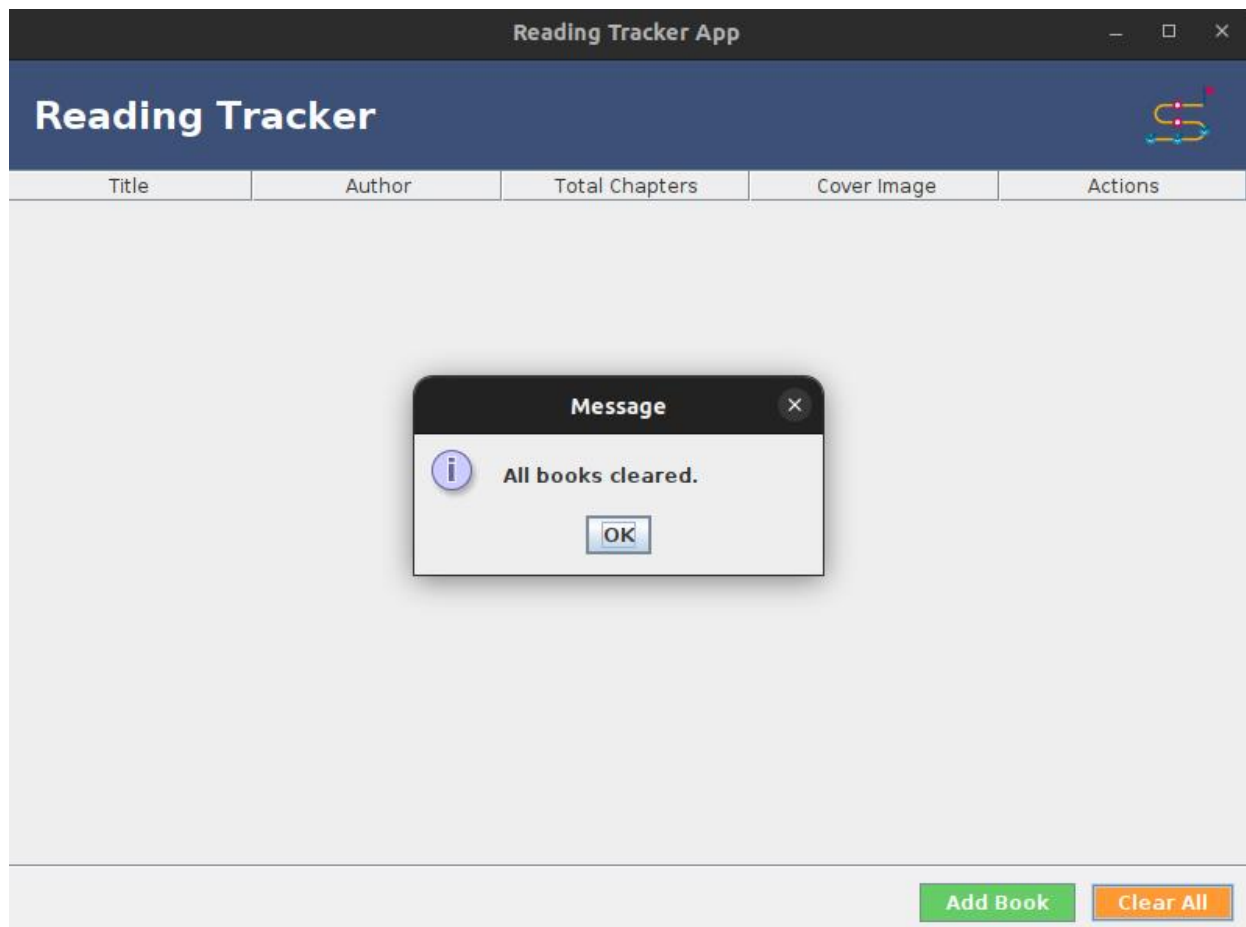 Reading Tracker App
Reading Tracker
Title Author Total Chapters Cover Image Actions
Message
All books cleared.
OK
Add Book Clear All